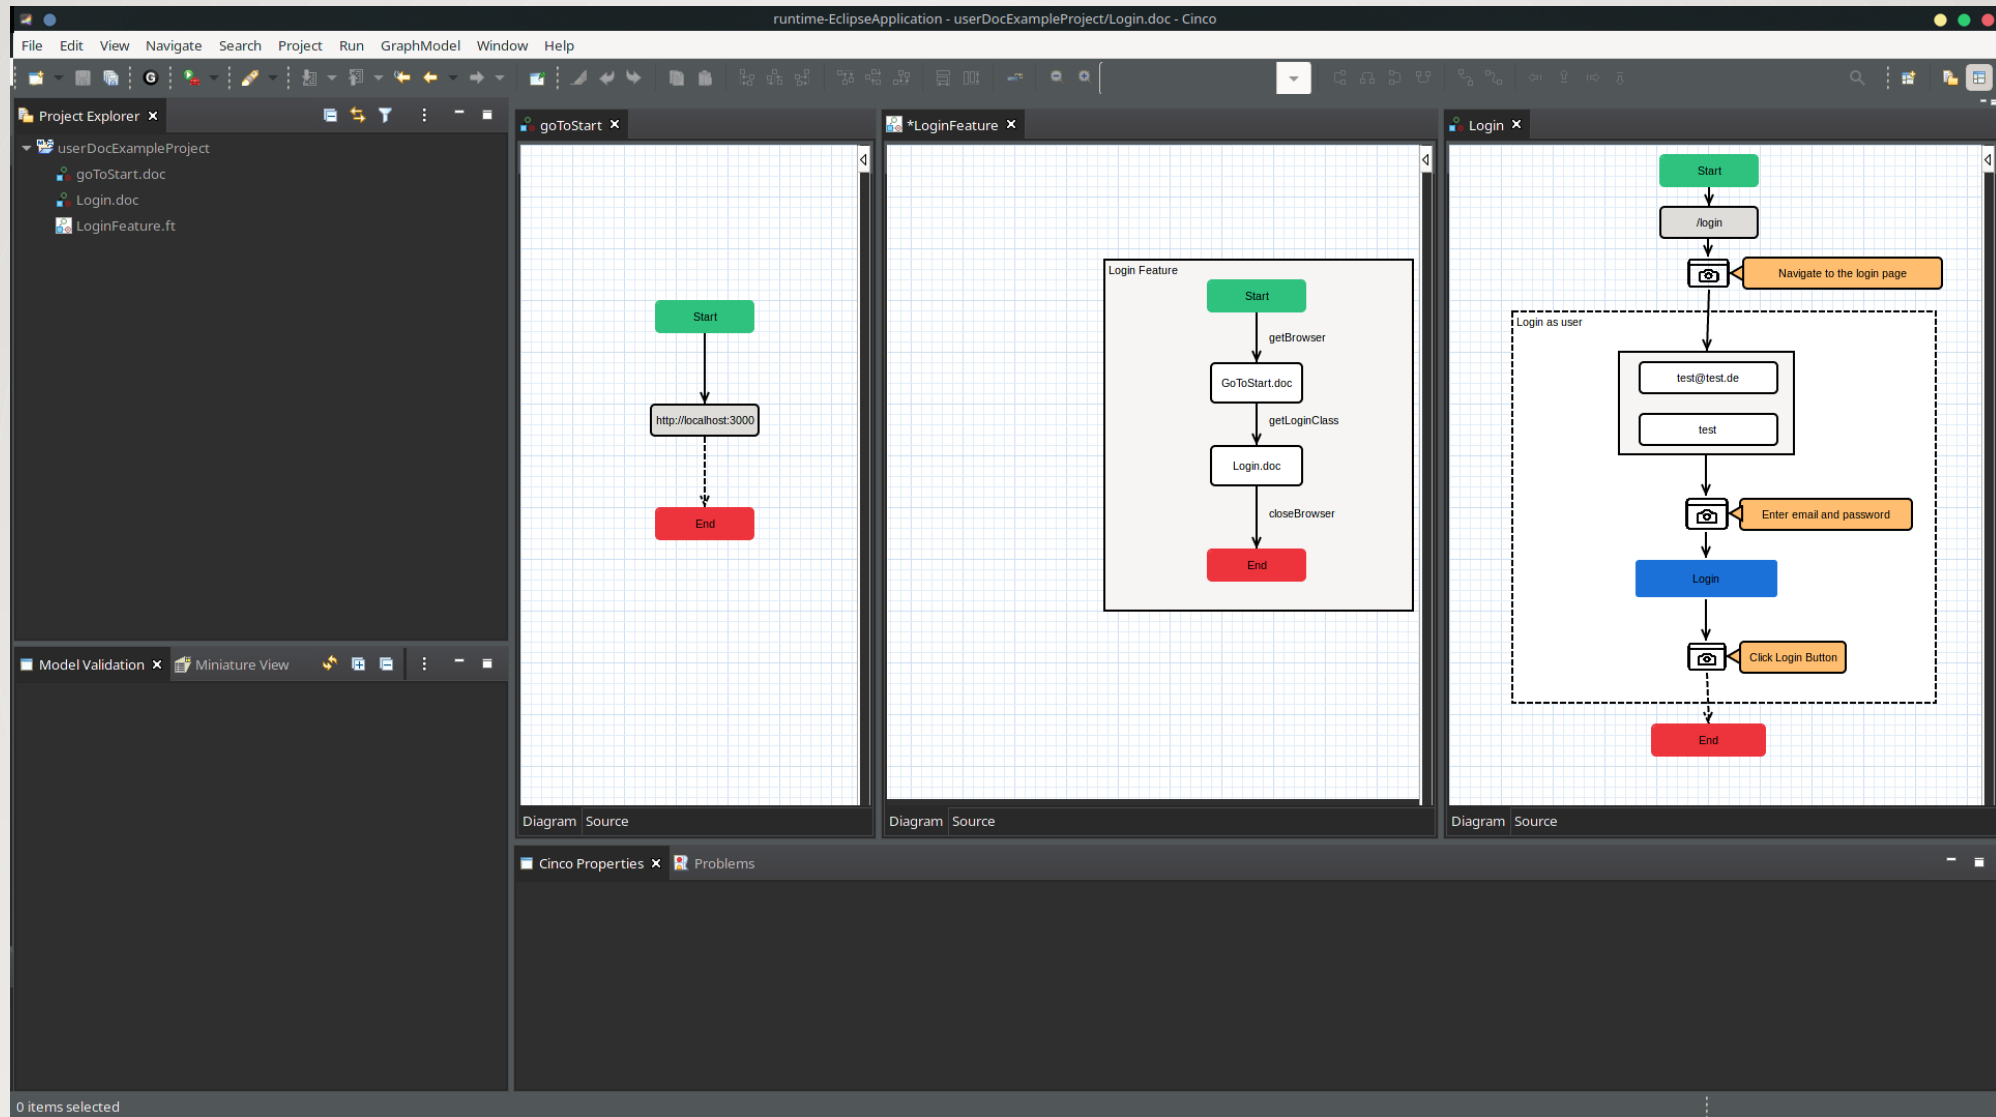 runtime-EclipseApplication - userDocExampleProject/Login.doc - Cinco
File Edit View Navigate Search Project Run GraphModel Window Help
G
Project Explorer
userDocExampleProject
goToStart.doc
Login.doc
LoginFeature.ft
Model Validation
Miniature View
goToStart
Start
http://localhost:3000
End
Diagram Source
*LoginFeature
Login Feature
Start
getBrowser
GoToStart.doc
getLoginClass
Login.doc
closeBrowser
End
Diagram Source
Login
Start
/login
Navigate to the login page
Login as user
test@test.de
test
Enter email and password
Login
Click Login Button
End
Diagram Source
Cinco Properties
Problems
0 items selected